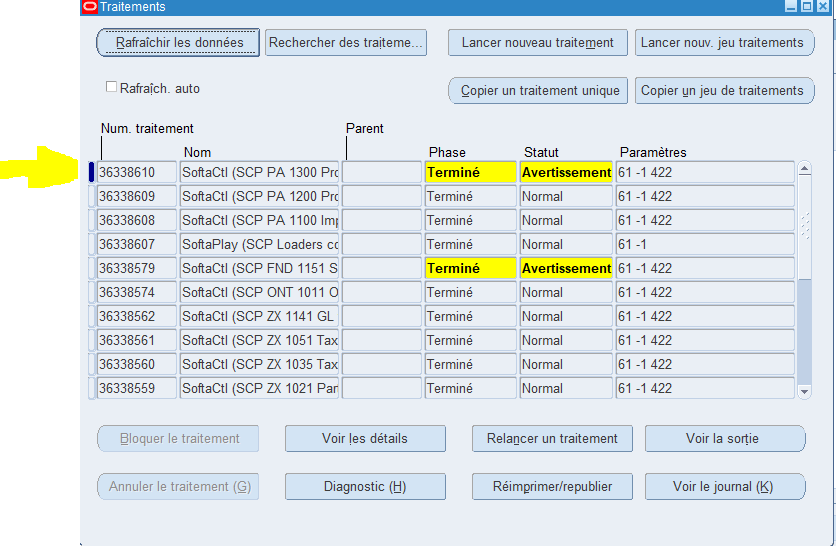 Traitements
Rafraîchir les données Rechercher des traiteme... Lancer nouveau traitement Lancer nouv. jeu traitements
Rafraîch. auto Copier un traitement unique Copier un jeu de traitements
Num. traitement Parent
Nom Phase Statut Paramètres
36338610 SoftaCtl (SCP PA 1300 Pro Terminé Avertissement 61 -1 422
36338609 SoftaCtl (SCP PA 1200 Pro Terminé Normal 61 -1 422
36338608 SoftaCtl (SCP PA 1100 Imp Terminé Normal 61 -1 422
36338607 SoftaPlay (SCP Loaders co Terminé Normal 61 -1
36338579 SoftaCtl (SCP FND 1151 S Terminé Avertissement 61 -1 422
36338574 SoftaCtl (SCP ONT 1011 O Terminé Normal 61 -1 422
36338562 SoftaCtl (SCP ZX 1141 GL Terminé Normal 61 -1 422
36338561 SoftaCtl (SCP ZX 1051 Tax Terminé Normal 61 -1 422
36338560 SoftaCtl (SCP ZX 1035 Tax Terminé Normal 61 -1 422
36338559 SoftaCtl (SCP ZX 1021 Par Terminé Normal 61 -1 422
Bloquer le traitement Voir les détails Relancer un traitement Voir la sortie
Annuler le traitement (G) Diagnostic (H) Réimprimer/republier Voir le journal (K)